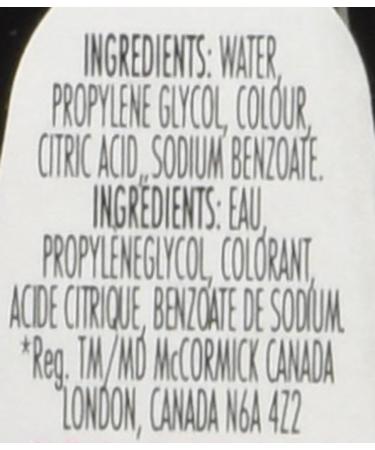 INGREDIENTS: WATER,
PROPYLENE GLYCOL, COLOUR,
CITRIC ACID,, SODIUM BENZOATE.
INGRÉDIENTS: EAU,
PROPYLÈNEGLYCOL, COLORANT,
ACIDE CITRIQUE, BENZOATE DE SODIUM.
*Reg. TM/MD McCORMICK CANADA
LONDON, CANADA N6A 4Z2